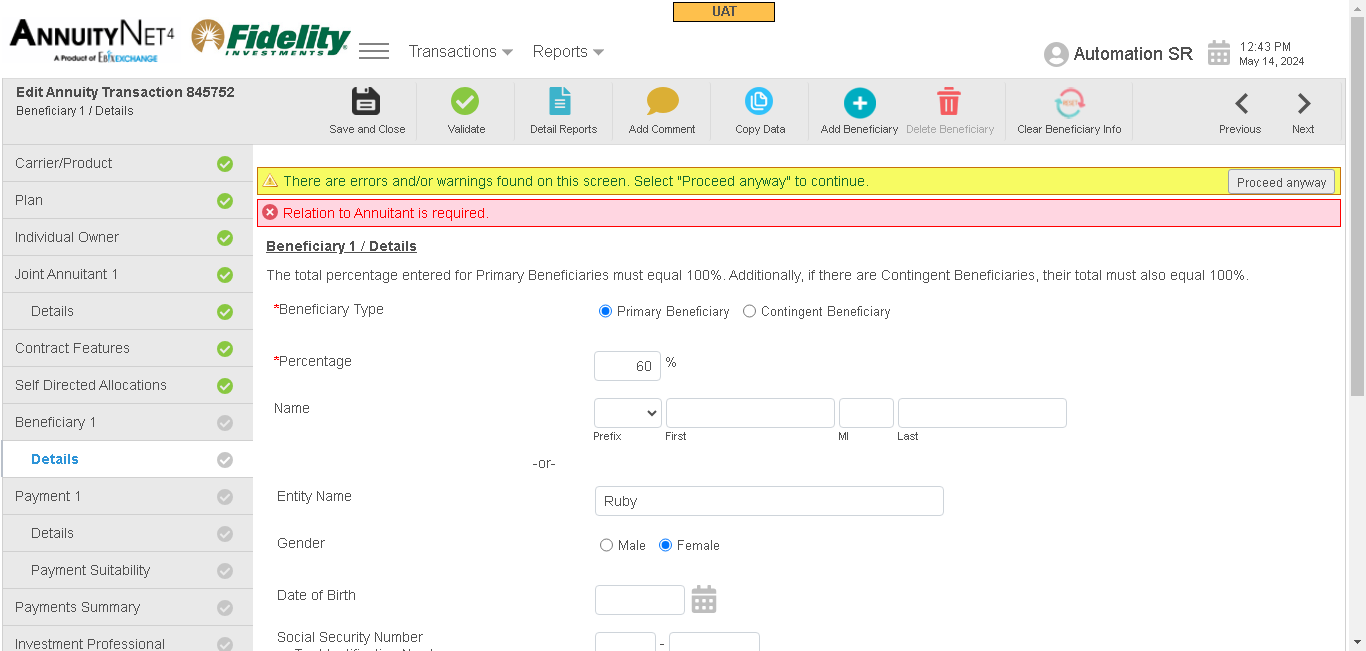 UAT
ANNUITYNET4
A Product of EbixEXCHANGE
Fidelity
INVESTMENTS
Transactions
Reports
Automation SR
12:43 PM
May 14, 2024
Edit Annuity Transaction 845752
Beneficiary 1 / Details
Save and Close
Validate
Detail Reports
Add Comment
Copy Data
Add Beneficiary
Delete Beneficiary
RESET
Clear Beneficiary Info
Previous
Next
Carrier/Product
Plan
Individual Owner
Joint Annuitant 1
Details
Contract Features
Self Directed Allocations
Beneficiary 1
Details
Payment 1
Details
Payment Suitability
Payments Summary
Investment Professional
There are errors and/or warnings found on this screen. Select "Proceed anyway" to continue.
Proceed anyway
Relation to Annuitant is required.
Beneficiary 1 / Details
The total percentage entered for Primary Beneficiaries must equal 100%. Additionally, if there are Contingent Beneficiaries, their total must also equal 100%.
*Beneficiary Type
Primary Beneficiary
Contingent Beneficiary
*Percentage
60 %
Name
Prefix
First
MI
Last
-or-
Entity Name
Ruby
Gender
Male
Female
Date of Birth
Social Security Number
-